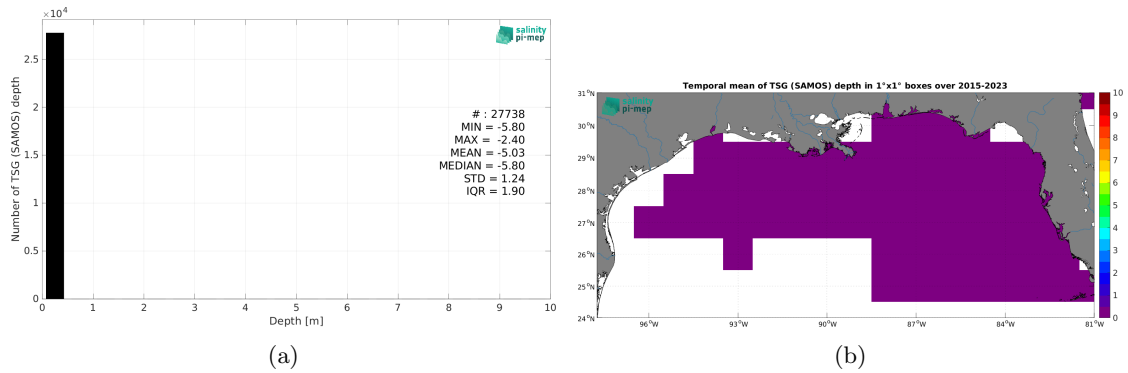 ×10⁴
salinity
pi-mep
2.5
2
1.5
1
0.5
0
Number of TSG (SAMOS) depth
# : 27738
MIN = -5.80
MAX = -2.40
MEAN = -5.03
MEDIAN = -5.80
STD = 1.24
IQR = 1.90
0 1 2 3 4 5 6 7 8 9 10
Depth [m]
(a)
Temporal mean of TSG (SAMOS) depth in 1°x1° boxes over 2015-2023
salinity
pi-mep
31°N
30°N
29°N
28°N
27°N
26°N
25°N
24°N
96°W 93°W 90°W 87°W 84°W 81°W
10
9
8
7
6
5
4
3
2
1
0
(b)